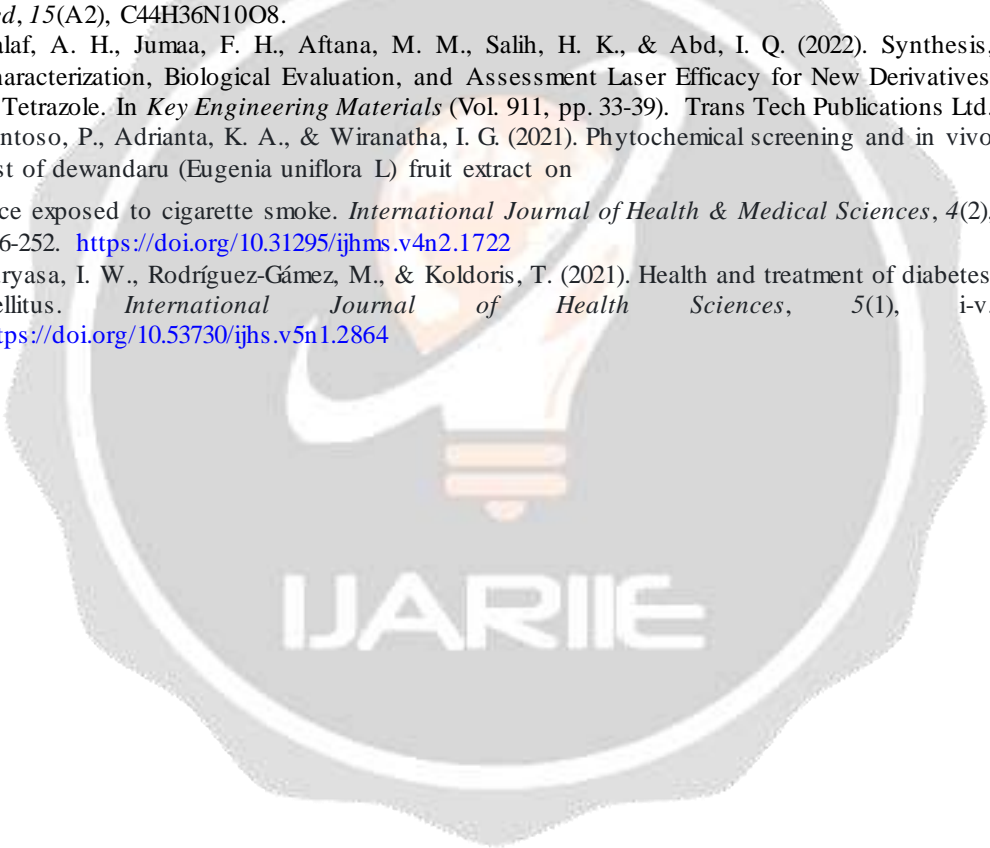 ed, 15(A2), C44H36N10O8.
alaf, A. H., Jumaa, F. H., Aftana, M. M., Salih, H. K., & Abd, I. Q. (2022). Synthesis,
haracterization, Biological Evaluation, and Assessment Laser Efficacy for New Derivatives
Tetrazole. In Key Engineering Materials (Vol. 911, pp. 33-39). Trans Tech Publications Ltd.
ntoso, P., Adrianta, K. A., & Wiranatha, I. G. (2021). Phytochemical screening and in vivo
st of dewandaru (Eugenia uniflora L) fruit extract on
ce exposed to cigarette smoke. International Journal of Health & Medical Sciences, 4(2),
6-252. https://doi.org/10.31295/ijhms.v4n2.1722
ryasa, I. W., Rodríguez-Gámez, M., & Koldoris, T. (2021). Health and treatment of diabetes
ellitus. International Journal of Health Sciences, 5(1), i-v.
tps://doi.org/10.53730/ijhs.v5n1.2864
IJARIIE